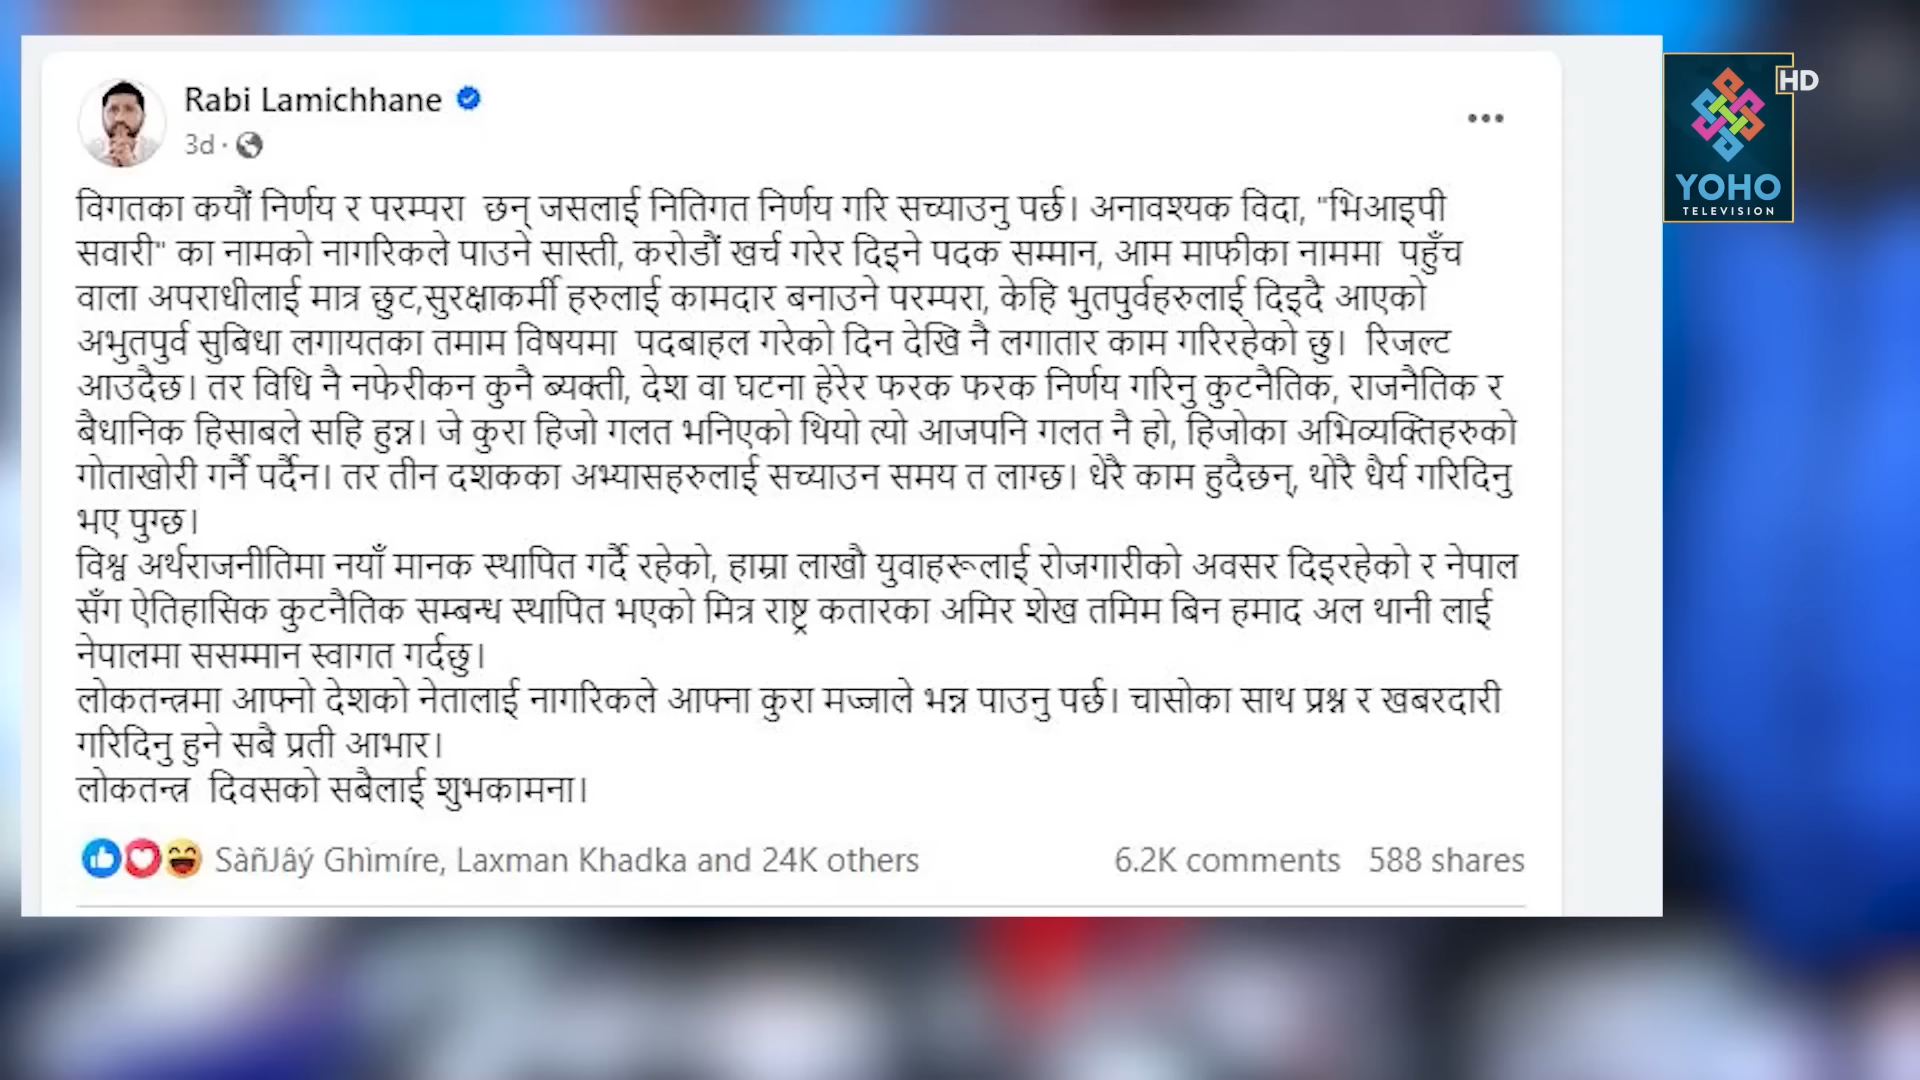 Rabi Lamichhane
3d ·
विगतका कयौं निर्णय र परम्परा छन् जसलाई नितिगत निर्णय गरि सच्याउनु पर्छ। अनावश्यक विदा, "भिआइपी
सवारी" का नामको नागरिकले पाउने सास्ती, करोडौं खर्च गरेर दिइने पदक सम्मान, आम माफीका नाममा पहुँच
वाला अपराधीलाई मात्र छुट,सुरक्षाकर्मी हरुलाई कामदार बनाउने परम्परा, केहि भुतपुर्वहरुलाई दिइदै आएको
अभुतपुर्व सुबिधा लगायतका तमाम विषयमा पदबाहल गरेको दिन देखि नै लगातार काम गरिरहेको छु। रिजल्ट
आउदैछ। तर विधि नै नफेरीकन कुनै ब्यक्ती, देश वा घटना हेरेर फरक फरक निर्णय गरिनु कुटनैतिक, राजनैतिक र
बैधानिक हिसाबले सहि हुन्न। जे कुरा हिजो गलत भनिएको थियो त्यो आजपनि गलत नै हो, हिजोका अभिव्यक्तिहरुको
गोताखोरी गर्नै पर्दैन। तर तीन दशकका अभ्यासहरुलाई सच्याउन समय त लाग्छ। धेरै काम हुदैछन्, थोरै धैर्य गरिदिनु
भए पुग्छ।
विश्व अर्थराजनीतिमा नयाँ मानक स्थापित गर्दै रहेको, हाम्रा लाखौ युवाहरूलाई रोजगारीको अवसर दिइरहेको र नेपाल
सँग ऐतिहासिक कुटनैतिक सम्बन्ध स्थापित भएको मित्र राष्ट्र कतारका अमिर शेख तमिम बिन हमाद अल थानी लाई
नेपालमा ससम्मान स्वागत गर्दछु।
लोकतन्त्रमा आफ्नो देशको नेतालाई नागरिकले आफ्ना कुरा मज्जाले भन्न पाउनु पर्छ। चासोका साथ प्रश्न र खबरदारी
गरिदिनु हुने सबै प्रती आभार।
लोकतन्त्र दिवसको सबैलाई शुभकामना।
SàñJâý Ghìmíre, Laxman Khadka and 24K others 6.2K comments 588 shares
HD
YOHO
TELEVISION